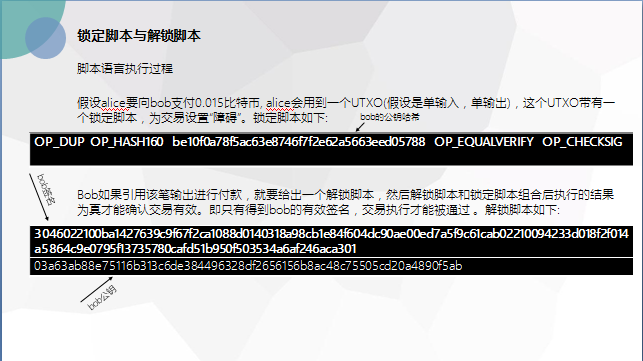 锁定脚本与解锁脚本
脚本语言执行过程
假设alice要向bob支付0.015比特币, alice会用到一个UTXO(假设是单输入，单输出)，这个UTXO带有一
个锁定脚本，为交易设置“障碍”。锁定脚本如下:
bob的公钥哈希
OP_DUP OP_HASH160 be10f0a78f5ac63e8746f7f2e62a5663eed05788 OP_EQUALVERIFY OP_CHECKSIG
Bob如果引用该笔输出进行付款，就要给出一个解锁脚本，然后解锁脚本和锁定脚本组合后执行的结果
为真才能确认交易有效。即只有得到bob的有效签名，交易执行才能被通过 。解锁脚本如下:
3046022100ba1427639c9f67f2ca1088d0140318a98cb1e84f604dc90ae00ed7a5f9c61cab02210094233d018f2f014
a5864c9e0795f13735780cafd51b950f503534a6af246aca301
03a63ab88e75116b313c6de384496328df2656156b8ac48c75505cd20a4890f5ab
bob公钥